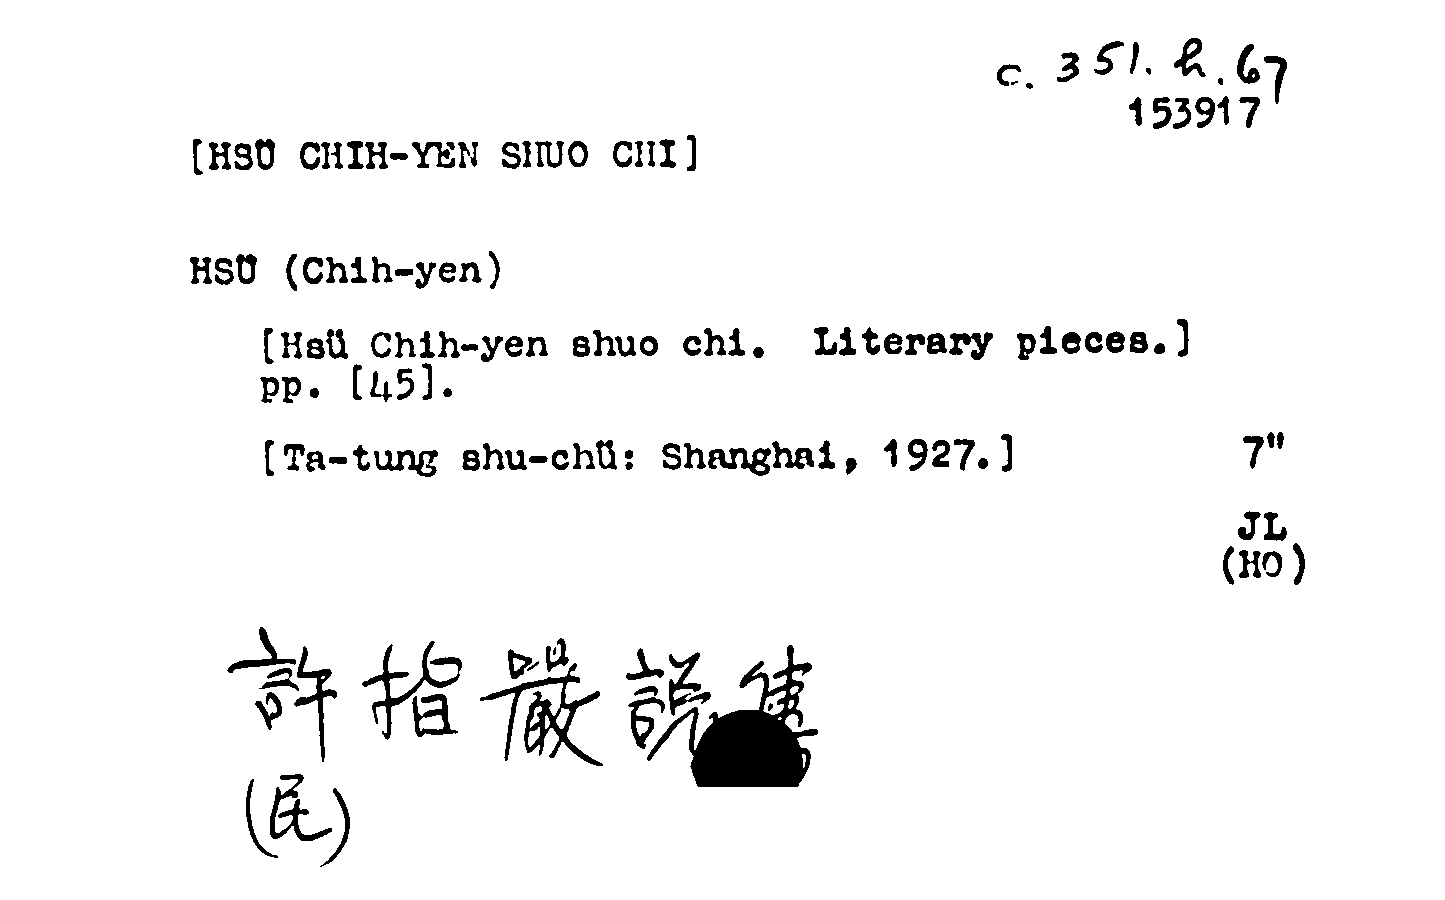 c. 351. h. 67
153917
[HSÜ CHIH-YEN SHUO CHI]
HSÜ (Chih-yen)
[Hsü Chih-yen shuo chi. Literary pieces.]
pp. [45].
[Ta-tung shu-chü: Shanghai, 1927.] 7"
JL
(HO)
許指嚴說集
(民)